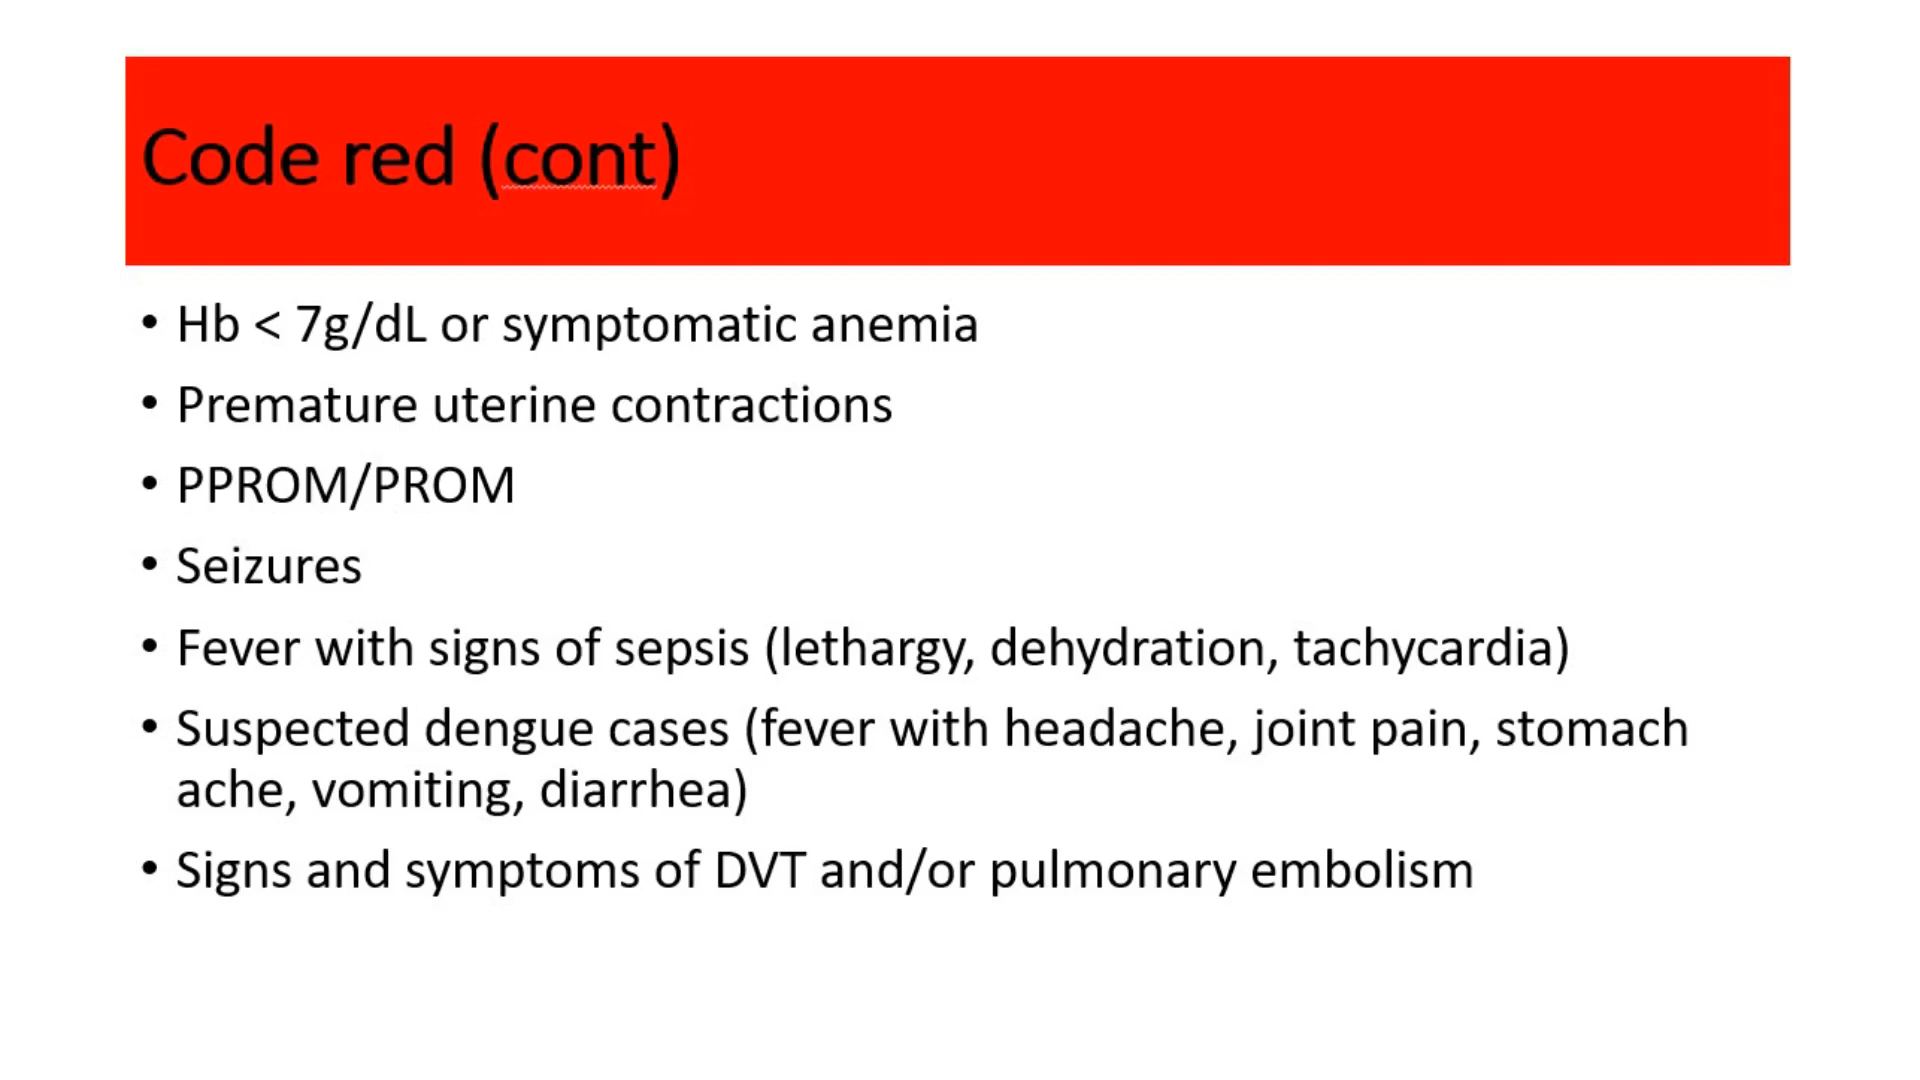 Code red (cont)
• Hb < 7g/dL or symptomatic anemia
• Premature uterine contractions
• PPROM/PROM
• Seizures
• Fever with signs of sepsis (lethargy, dehydration, tachycardia)
• Suspected dengue cases (fever with headache, joint pain, stomach
ache, vomiting, diarrhea)
• Signs and symptoms of DVT and/or pulmonary embolism